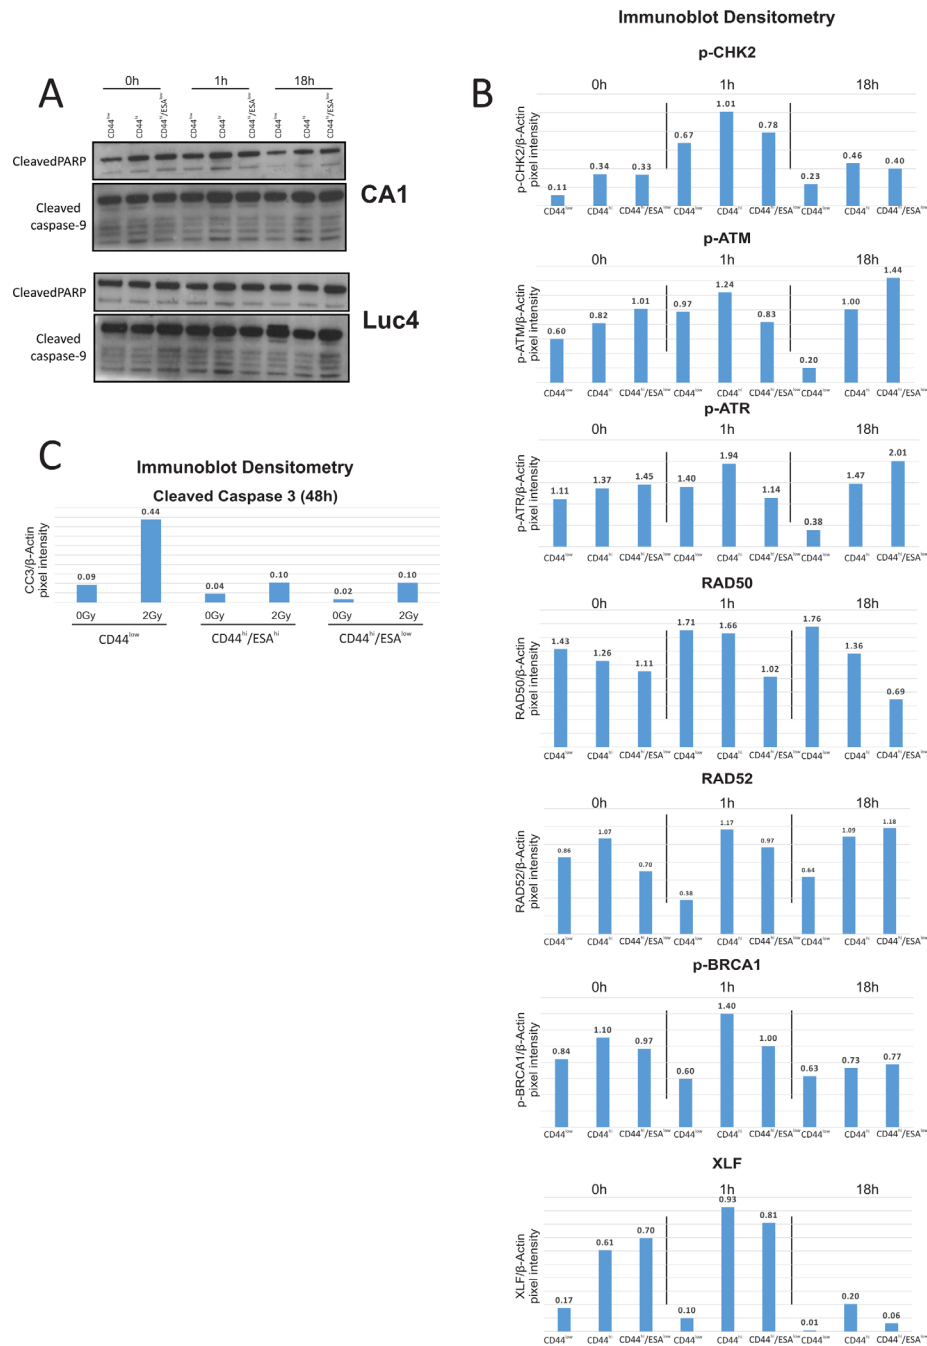 A
0h
1h
18h
CD44low
CD44hi
CD44hi/ESAlow
CD44low
CD44hi
CD44hi/ESAlow
CD44low
CD44hi
CD44hi/ESAlow
CleavedPARP
Cleaved
caspase-9
CA1
CleavedPARP
Cleaved
caspase-9
Luc4
C
Immunoblot Densitometry
Cleaved Caspase 3 (48h)
CC3/β-Actin
pixel intensity
0.09
0.44
0.04
0.10
0.02
0.10
0Gy 2Gy 0Gy 2Gy 0Gy 2Gy
CD44low CD44hi/ESAhi CD44hi/ESAlow
B
Immunoblot Densitometry
p-CHK2
0h 1h 18h
p-CHK2/β-Actin
pixel intensity
0.11 0.34 0.33 0.67 1.01 0.78 0.23 0.46 0.40
CD44low CD44hi CD44hi/ESAlow CD44low CD44hi CD44hi/ESAlow CD44low CD44hi CD44hi/ESAlow
p-ATM
0h 1h 18h
p-ATM/β-Actin
pixel intensity
0.60 0.82 1.01 0.97 1.24 0.83 0.20 1.00 1.44
CD44low CD44hi CD44hi/ESAlow CD44low CD44hi CD44hi/ESAlow CD44low CD44hi CD44hi/ESAlow
p-ATR
0h 1h 18h
p-ATR/β-Actin
pixel intensity
1.11 1.37 1.45 1.40 1.94 1.14 0.38 1.47 2.01
CD44low CD44hi CD44hi/ESAlow CD44low CD44hi CD44hi/ESAlow CD44low CD44hi CD44hi/ESAlow
RAD50
0h 1h 18h
RAD50/β-Actin
pixel intensity
1.43 1.26 1.11 1.71 1.66 1.02 1.76 1.36 0.69
CD44low CD44hi CD44hi/ESAlow CD44low CD44hi CD44hi/ESAlow CD44low CD44hi CD44hi/ESAlow
RAD52
0h 1h 18h
RAD52/β-Actin
pixel intensity
0.86 1.07 0.70 0.38 1.17 0.97 0.64 1.09 1.18
CD44low CD44hi CD44hi/ESAlow CD44low CD44hi CD44hi/ESAlow CD44low CD44hi CD44hi/ESAlow
p-BRCA1
0h 1h 18h
p-BRCA1/β-Actin
pixel intensity
0.84 1.10 0.97 0.60 1.40 1.00 0.63 0.73 0.77
CD44low CD44hi CD44hi/ESAlow CD44low CD44hi CD44hi/ESAlow CD44low CD44hi CD44hi/ESAlow
XLF
0h 1h 18h
XLF/β-Actin
pixel intensity
0.17 0.61 0.70 0.10 0.93 0.81 0.01 0.20 0.06
CD44low CD44hi CD44hi/ESAlow CD44low CD44hi CD44hi/ESAlow CD44low CD44hi CD44hi/ESAlow